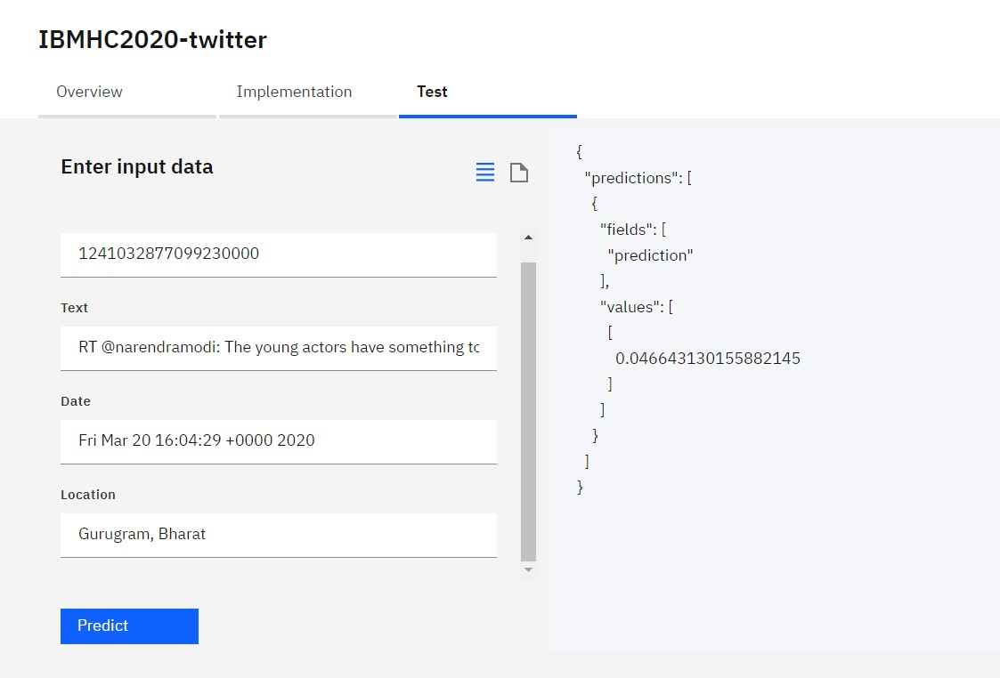 IBMHC2020-twitter
Overview Implementation Test
Enter input data
1241032877099230000
Text
RT @narendramodi: The young actors have something to
Date
Fri Mar 20 16:04:29 +0000 2020
Location
Gurugram, Bharat
Predict
{
"predictions": [
{
"fields": [
"prediction"
],
"values": [
[
0.046643130155882145
]
]
}
]
}